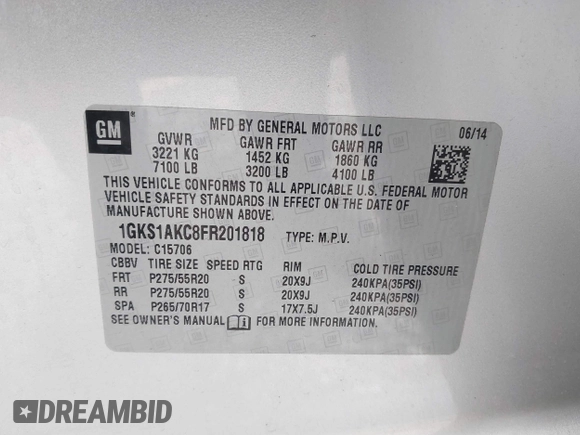 GM
MFD BY GENERAL MOTORS LLC 06/14
GVWR GAWR FRT GAWR RR
3221 KG 1452 KG 1860 KG
7100 LB 3200 LB 4100 LB
THIS VEHICLE CONFORMS TO ALL APPLICABLE U.S. FEDERAL MOTOR
VEHICLE SAFETY STANDARDS IN EFFECT ON THE DATE OF
MANUFACTURE SHOWN ABOVE.
1GKS1AKC8FR201818 TYPE: M.P.V.
MODEL: C15706
CBBV TIRE SIZE SPEED RTG RIM COLD TIRE PRESSURE
FRT P275/55R20 S 20X9J 240KPA(35PSI)
RR P275/55R20 S 20X9J 240KPA(35PSI)
SPA P265/70R17 S 17X7.5J 240KPA(35PSI)
SEE OWNER'S MANUAL FOR MORE INFORMATION.
DREAMBID